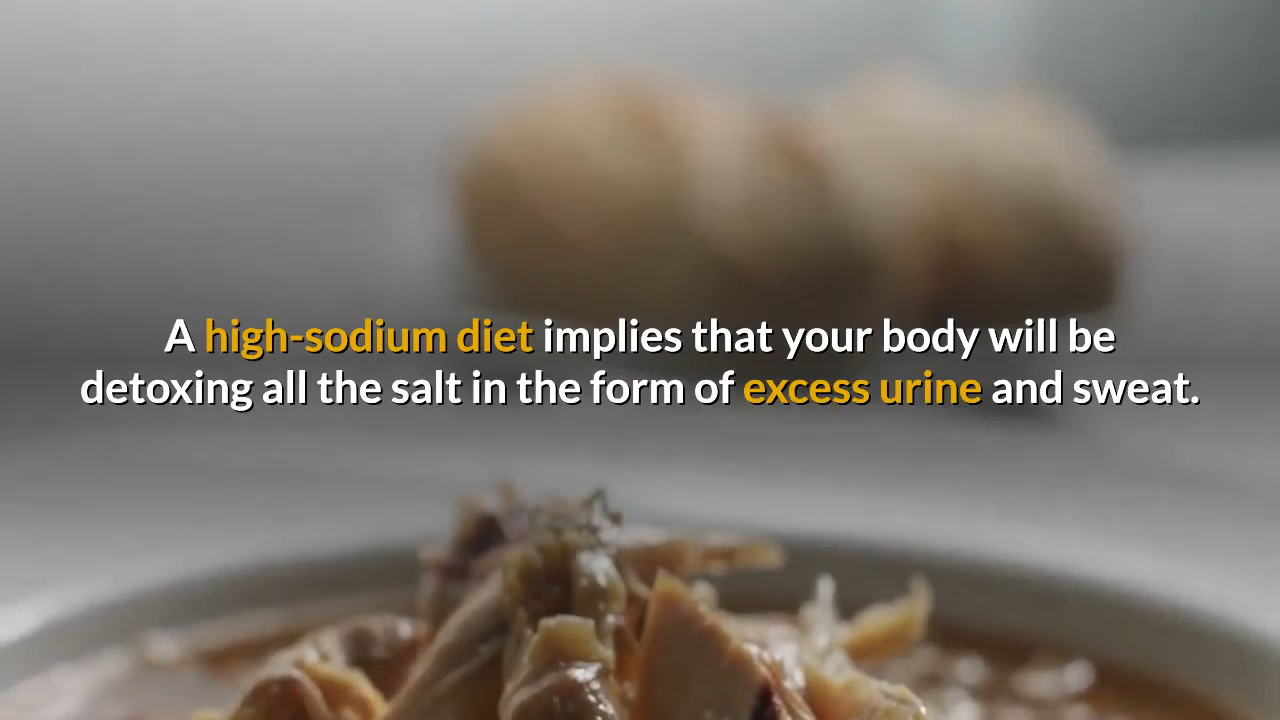 A high-sodium diet implies that your body will be
detoxing all the salt in the form of excess urine and sweat.